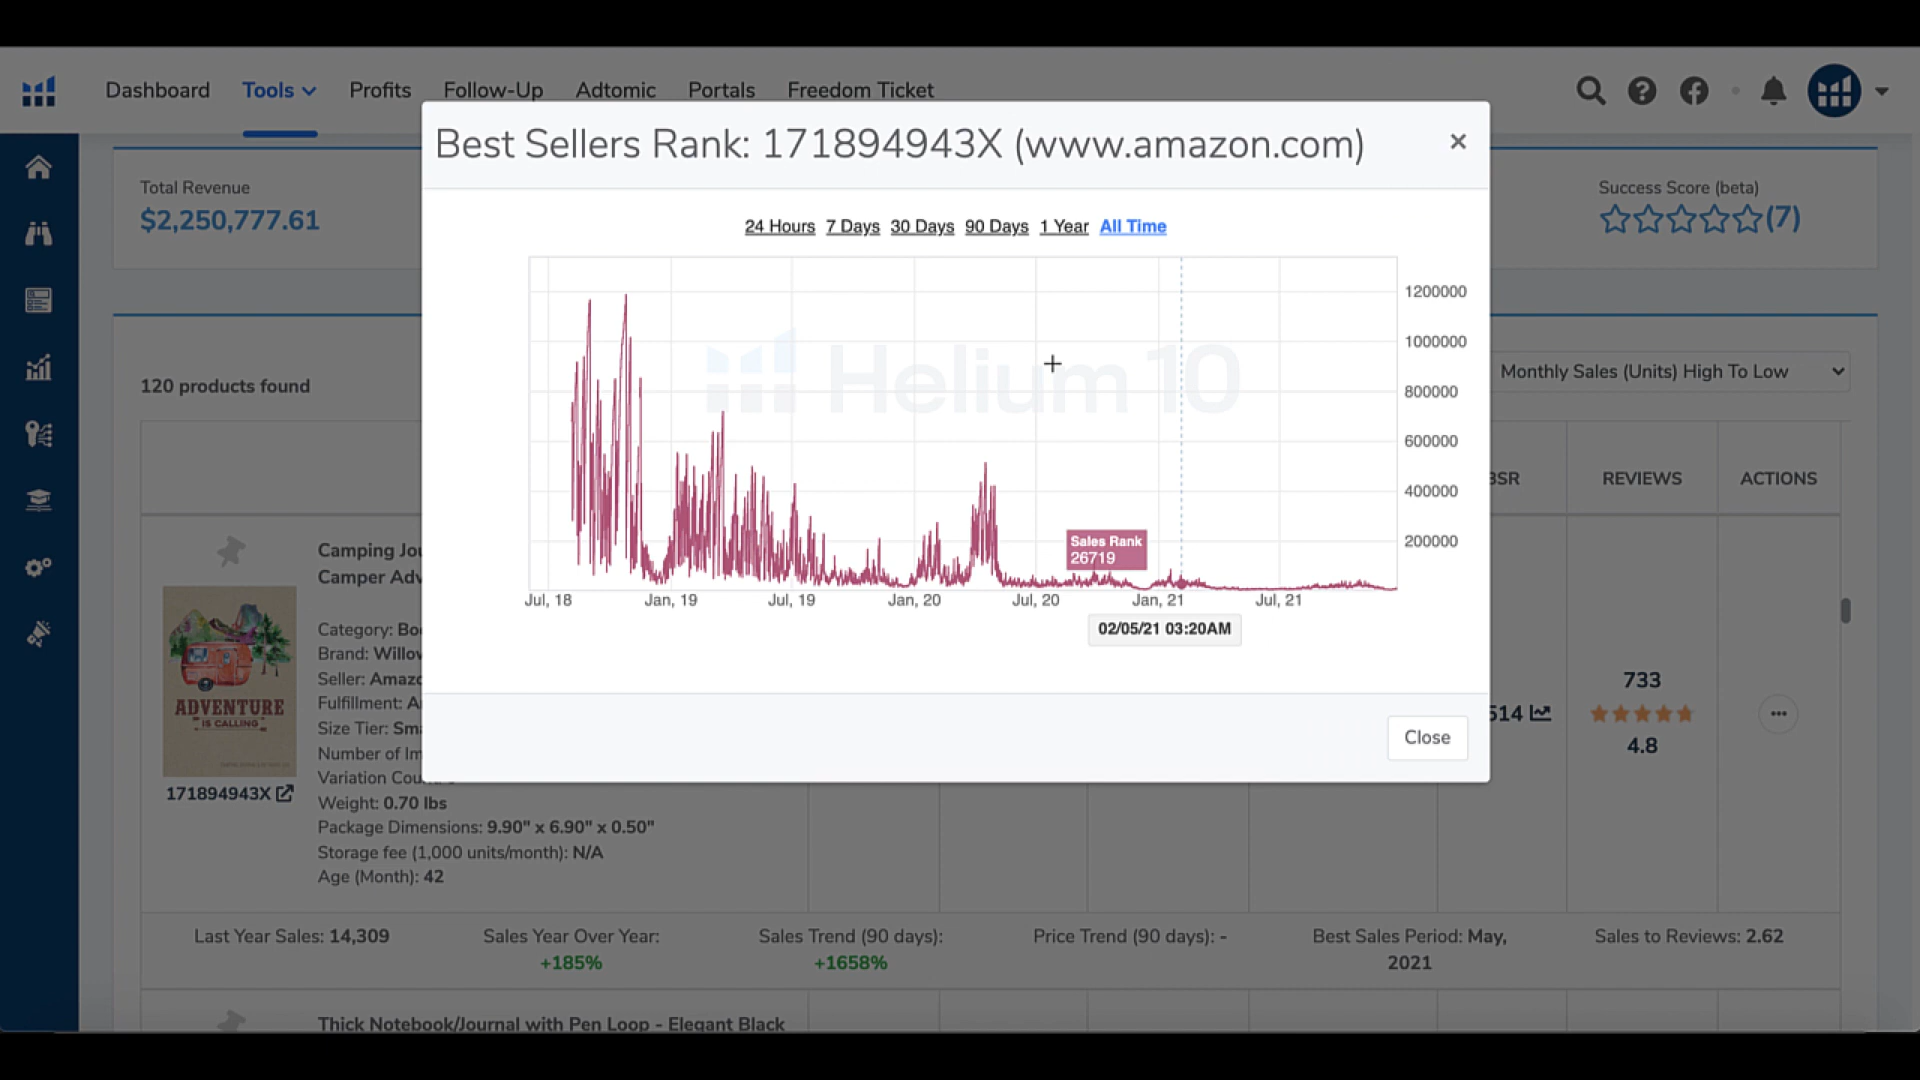 Dashboard Tools Profits Follow-Up Adtomic Portals Freedom Ticket
Best Sellers Rank: 171894943X (www.amazon.com)
×
Total Revenue
$2,250,777.61
Success Score (beta)
(7)
24 Hours 7 Days 30 Days 90 Days 1 Year All Time
Helium 10
1200000
1000000
800000
600000
400000
200000
Sales Rank
26719
Jul, 18 Jan, 19 Jul, 19 Jan, 20 Jul, 20 Jan, 21 Jul, 21
02/05/21 03:20AM
Close
120 products found
Monthly Sales (Units) High To Low
BSR REVIEWS ACTIONS
Camping Jou
Camper Adv
Category: Bo
Brand: Willov
Seller: Amazo
Fulfillment: A
Size Tier: Sma
Number of Im
Variation Cou
Weight: 0.70 lbs
Package Dimensions: 9.90" x 6.90" x 0.50"
Storage fee (1,000 units/month): N/A
Age (Month): 42
ADVENTURE
IS CALLING
171894943X
514
733
4.8
Last Year Sales: 14,309
Sales Year Over Year:
+185%
Sales Trend (90 days):
+1658%
Price Trend (90 days): -
Best Sales Period: May,
2021
Sales to Reviews: 2.62
Thick Notebook/Journal with Pen Loop - Elegant Black